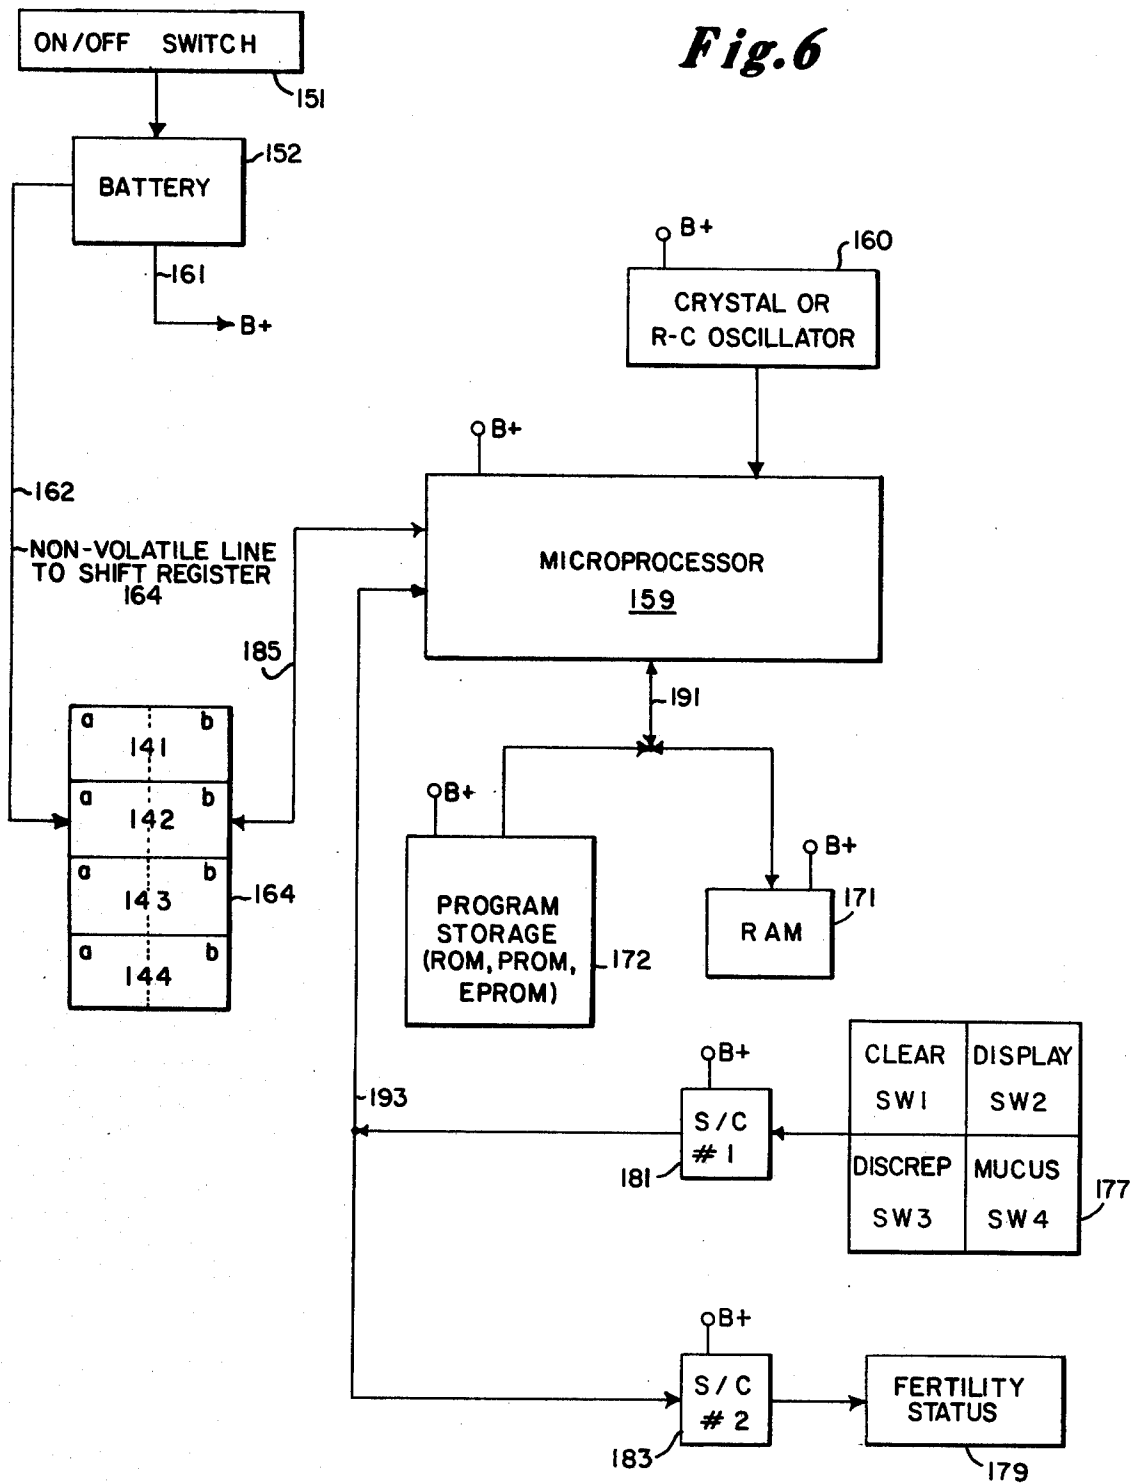 Fig.6
ON/OFF SWITCH
151
BATTERY
152
161
B+
B+
160
CRYSTAL OR
R-C OSCILLATOR
B+
162
NON-VOLATILE LINE
TO SHIFT REGISTER
164
MICROPROCESSOR
159
185
191
a 141 b
a 142 b
a 143 b
a 144 b
164
B+
PROGRAM
STORAGE
(ROM, PROM,
EPROM)
172
B+
RAM
171
193
B+
S/C
#1
181
CLEAR
SW1
DISPLAY
SW2
DISCREP
SW3
MUCUS
SW4
177
B+
S/C
#2
183
FERTILITY
STATUS
179